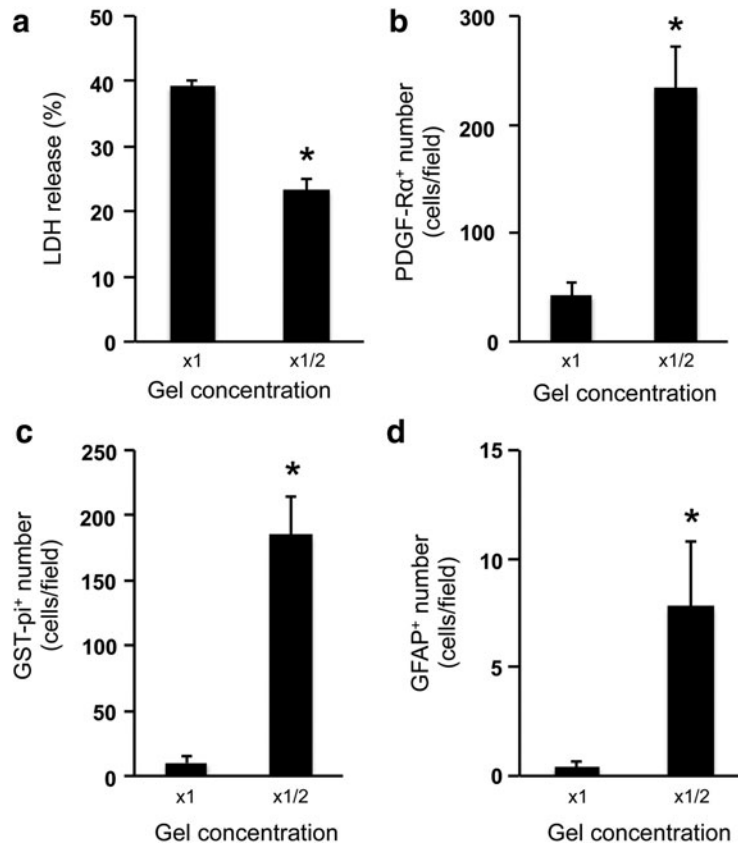 a
LDH release (%)
50
40
30
20
10
0
*
x1
x1/2
Gel concentration
b
PDGF-Rα⁺ number
(cells/field)
300
200
100
0
*
x1
x1/2
Gel concentration
c
GST-pi⁺ number
(cells/field)
250
200
150
100
50
0
*
x1
x1/2
Gel concentration
d
GFAP⁺ number
(cells/field)
15
10
5
0
*
x1
x1/2
Gel concentration